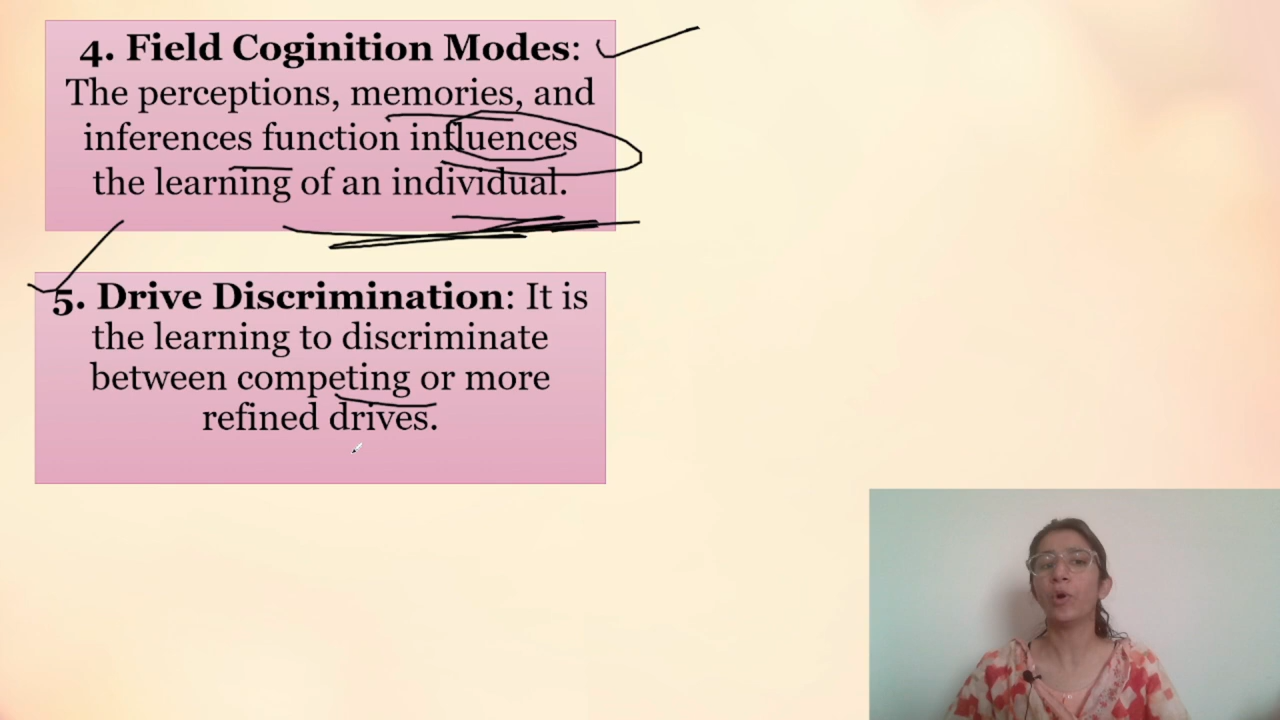 4. Field Coginition Modes:
The perceptions, memories, and
inferences function influences
the learning of an individual.
5. Drive Discrimination: It is
the learning to discriminate
between competing or more
refined drives.